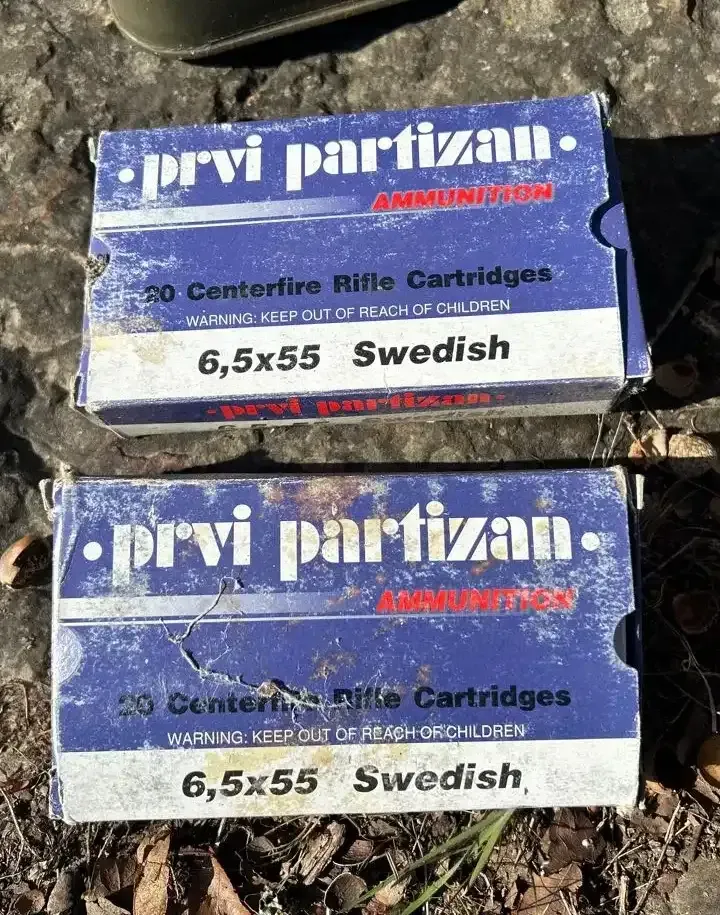 ·prvi partizan·
AMMUNITION
20 Centerfire Rifle Cartridges
WARNING: KEEP OUT OF REACH OF CHILDREN
6,5x55 Swedish
·prvi partizan·
·prvi partizan·
AMMUNITION
20 Centerfire Rifle Cartridges
WARNING: KEEP OUT OF REACH OF CHILDREN
6,5x55 Swedish